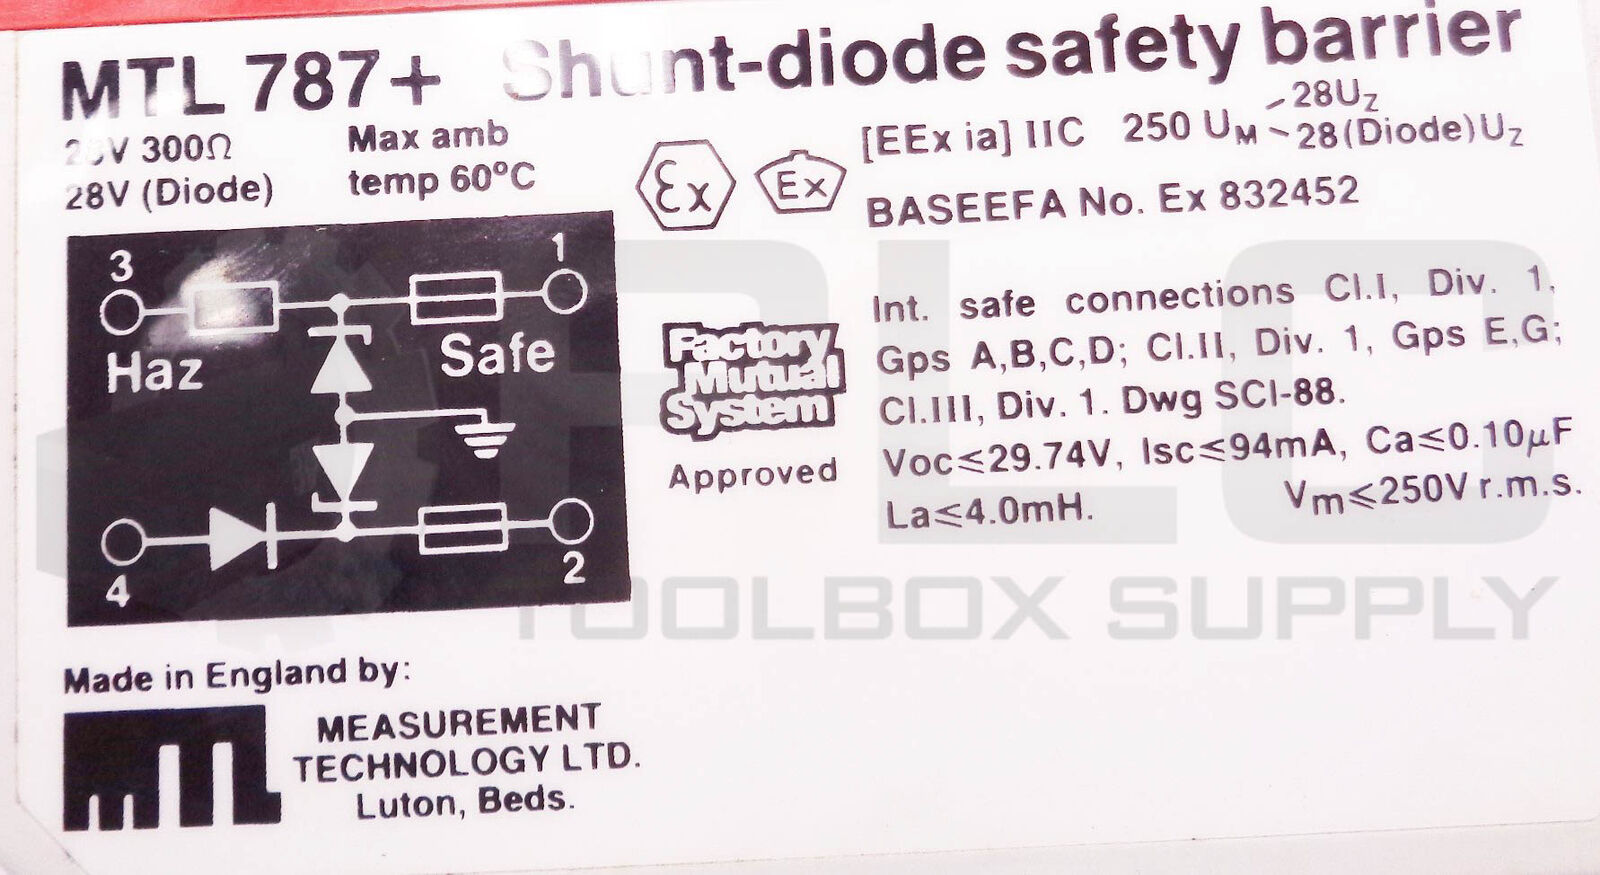 MTL 787+ Shunt-diode safety barrier
28V 300Ω
28V (Diode)
Max amb
temp 60°C
Ex
Ex
[EEx ia] IIC 250 UM
28UZ
28(Diode)UZ
BASEEFA No. Ex 832452
3
1
Haz
Safe
4
2
Factory
Mutual
System
Approved
Int. safe connections Cl.I, Div. 1,
Gps A,B,C,D; Cl.II, Div. 1, Gps E,G;
Cl.III, Div. 1. Dwg SCI-88.
Voc≤29.74V, Isc≤94mA, Ca≤0.10µF
La≤4.0mH.
Vm≤250V r.m.s.
PLC
TOOLBOX SUPPLY
Made in England by:
mTL
MEASUREMENT
TECHNOLOGY LTD.
Luton, Beds.